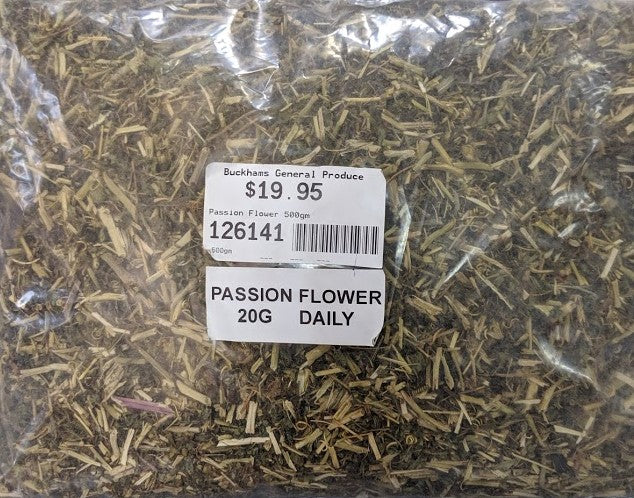 Buckhams General Produce
$19.95
Passion Flower 500gm
126141
500gm
PASSION FLOWER
20G DAILY